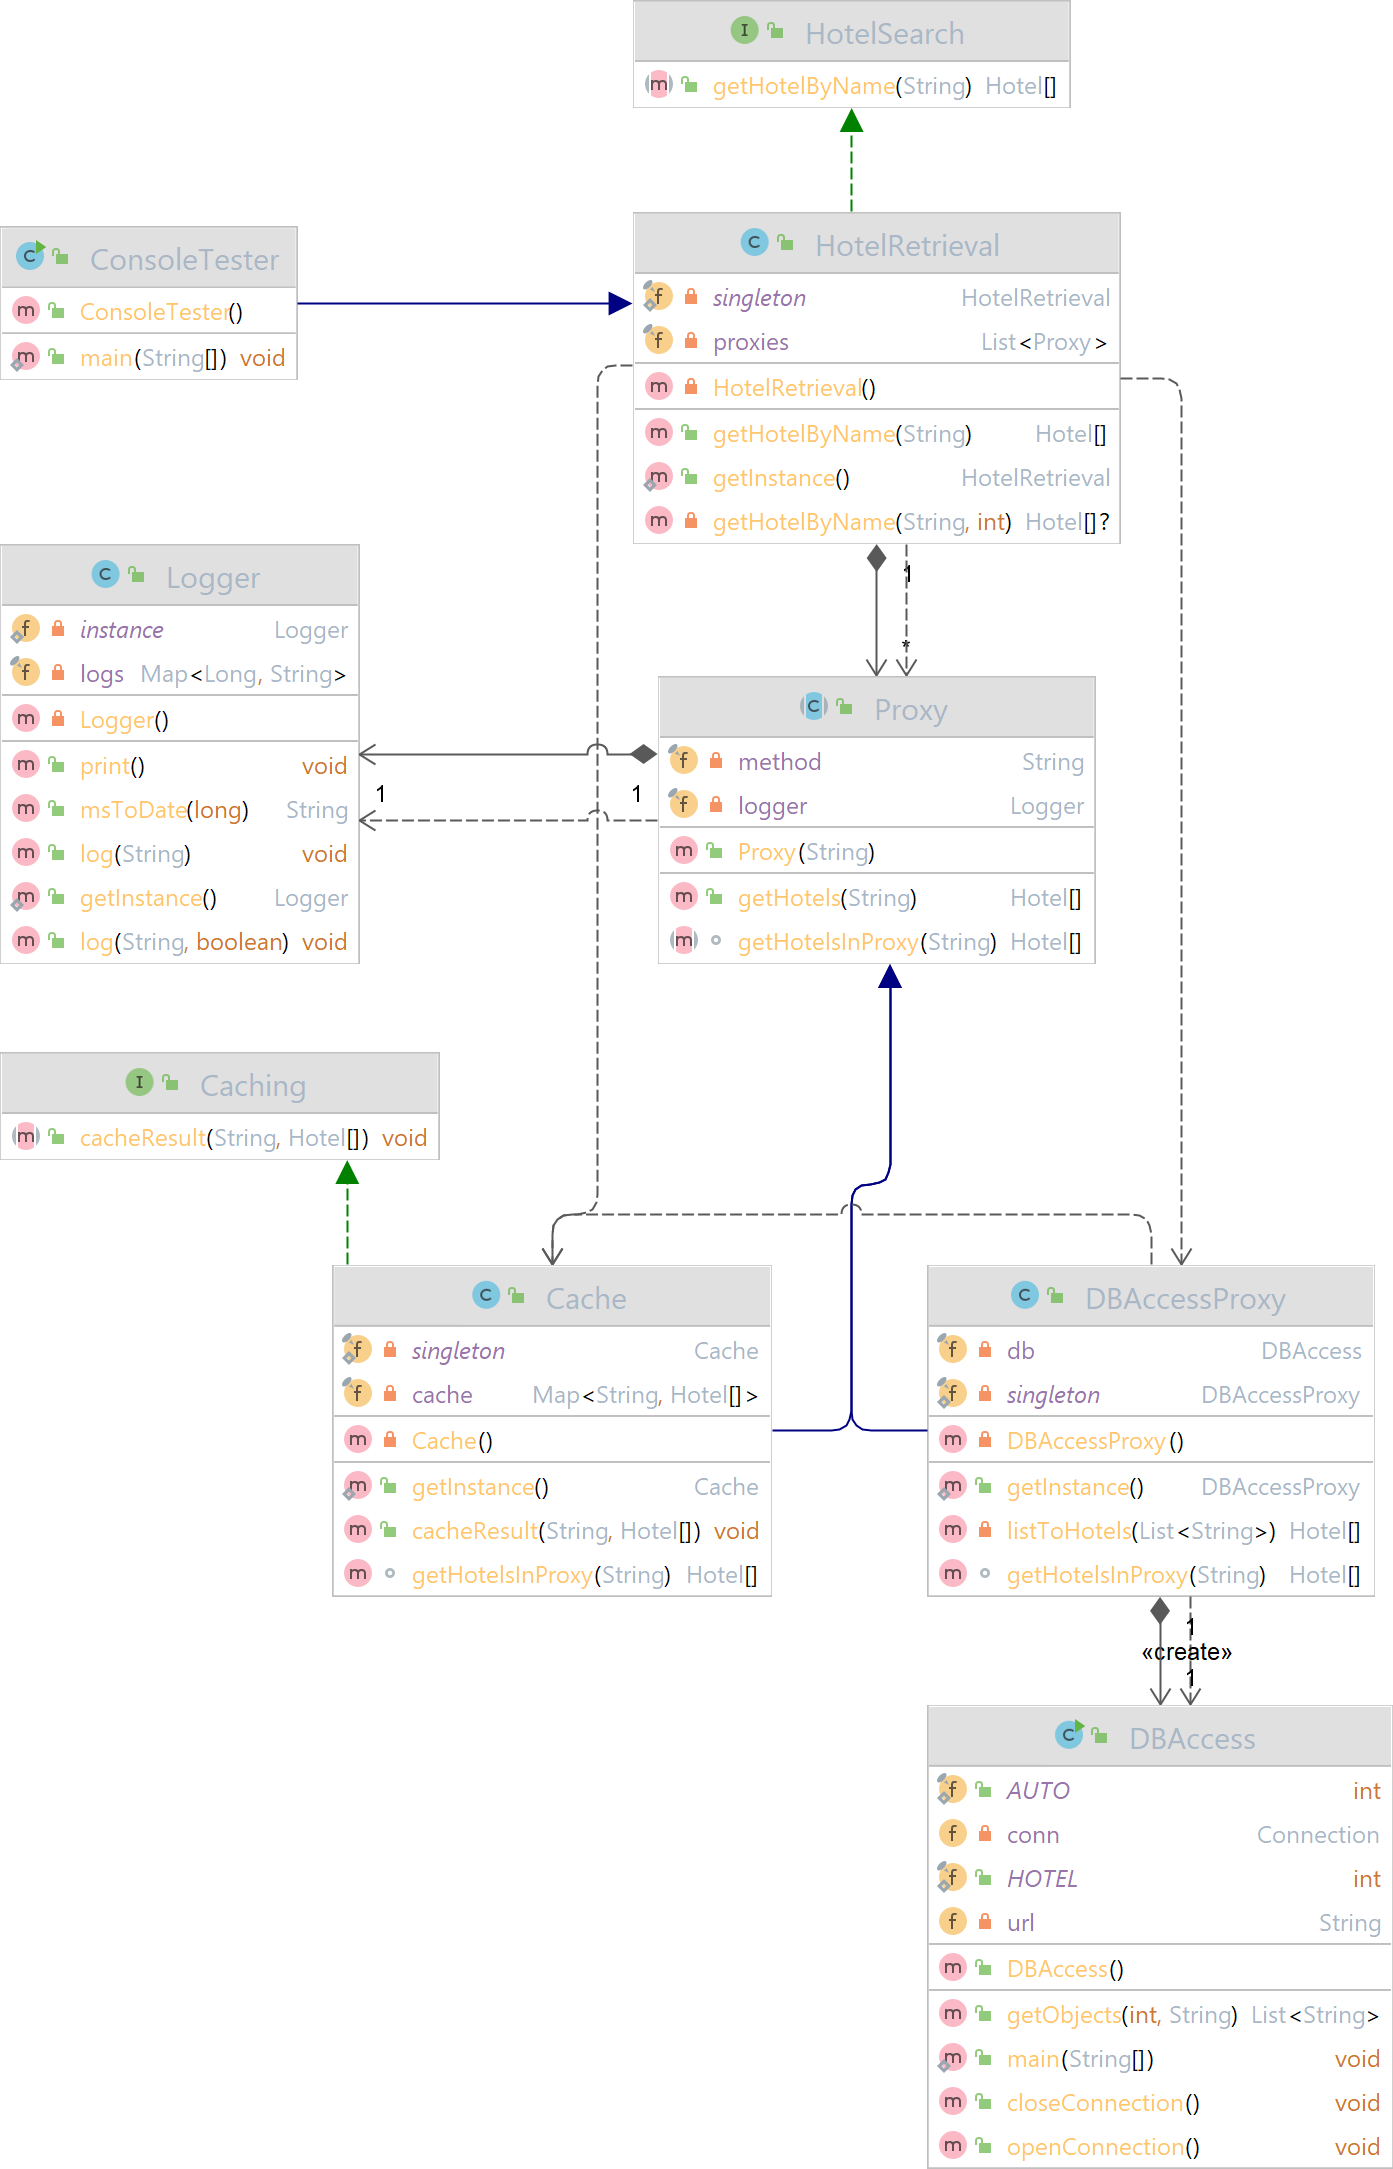 HotelSearch
getHotelByName(String) Hotel[]
HotelRetrieval
singleton HotelRetrieval
proxies List<Proxy>
HotelRetrieval()
getHotelByName(String) Hotel[]
getInstance() HotelRetrieval
getHotelByName(String, int) Hotel[]?
ConsoleTester
ConsoleTester()
main(String[]) void
1
*
Logger
instance Logger
logs Map<Long, String>
Logger()
print() void
msToDate(long) String
log(String) void
getInstance() Logger
log(String, boolean) void
1
1
Proxy
method String
logger Logger
Proxy(String)
getHotels(String) Hotel[]
getHotelsInProxy(String) Hotel[]
Caching
cacheResult(String, Hotel[]) void
Cache
singleton Cache
cache Map<String, Hotel[]>
Cache()
getInstance() Cache
cacheResult(String, Hotel[]) void
getHotelsInProxy(String) Hotel[]
DBAccessProxy
db DBAccess
singleton DBAccessProxy
DBAccessProxy()
getInstance() DBAccessProxy
listToHotels(List<String>) Hotel[]
getHotelsInProxy(String) Hotel[]
1
«create»
1
DBAccess
AUTO int
conn Connection
HOTEL int
url String
DBAccess()
getObjects(int, String) List<String>
main(String[]) void
closeConnection() void
openConnection() void